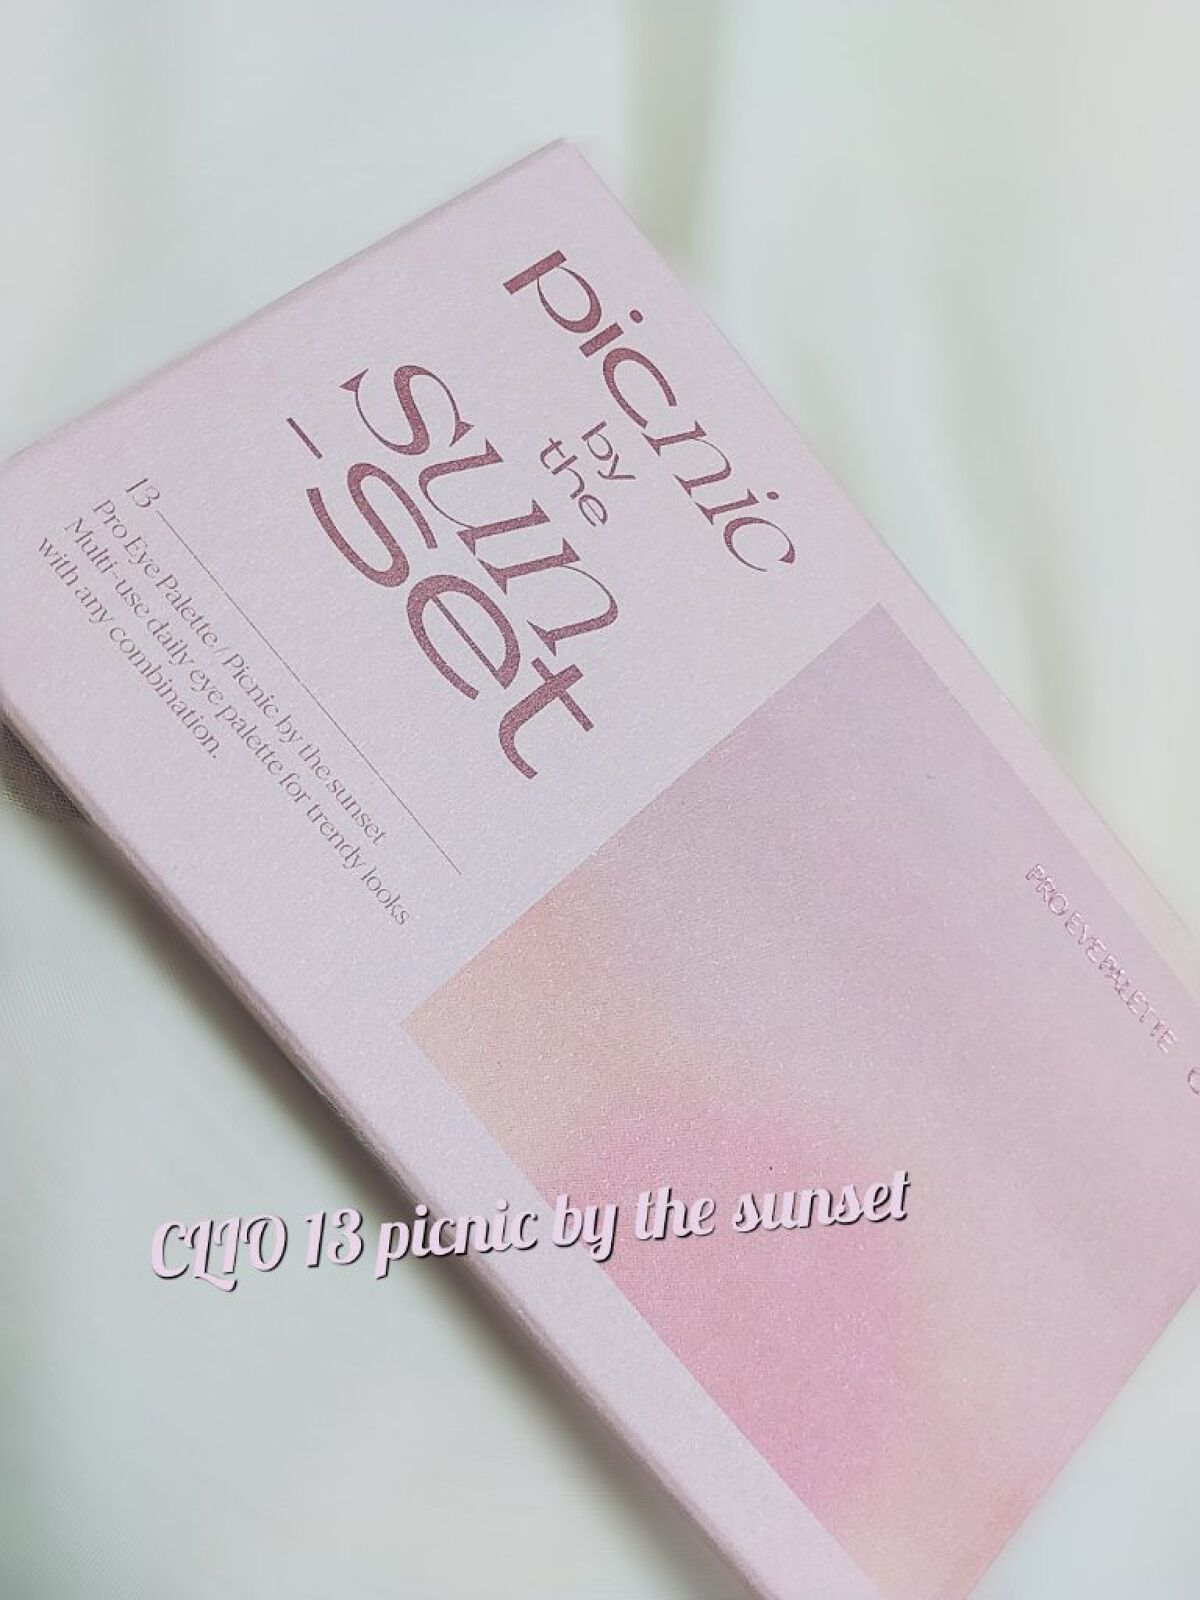 picnic
by
the
sun
_set
13
Pro Eye Palette / Picnic by the sunset
Multi-use daily eye palette for trendy looks
with any combination.
PRO EYE PALETTE
CLIO 13 picnic by the sunset